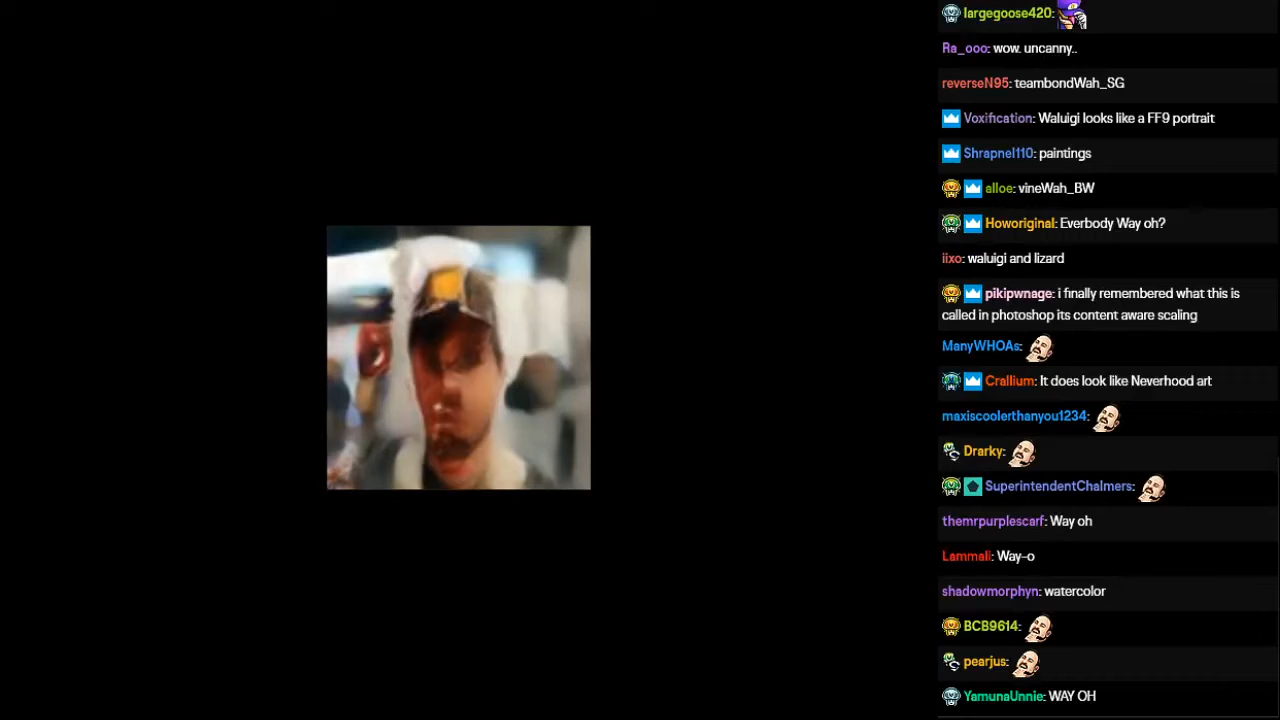 largegoose420:
Ra_ooo: wow. uncanny..
reverseN95: teambondWah_SG
Voxification: Waluigi looks like a FF9 portrait
Shrapnel110: paintings
alloe: vineWah_BW
Howoriginal: Everbody Way oh?
iixo: waluigi and lizard
pikipwnage: i finally remembered what this is
called in photoshop its content aware scaling
ManyWHOAs:
Crallium: It does look like Neverhood art
maxiscoolerthanyou1234:
Drarky:
SuperintendentChalmers:
themrpurplescarf: Way oh
Lammali: Way-o
shadowmorphyn: watercolor
BCB9614:
pearjus:
YamunaUnnie: WAY OH